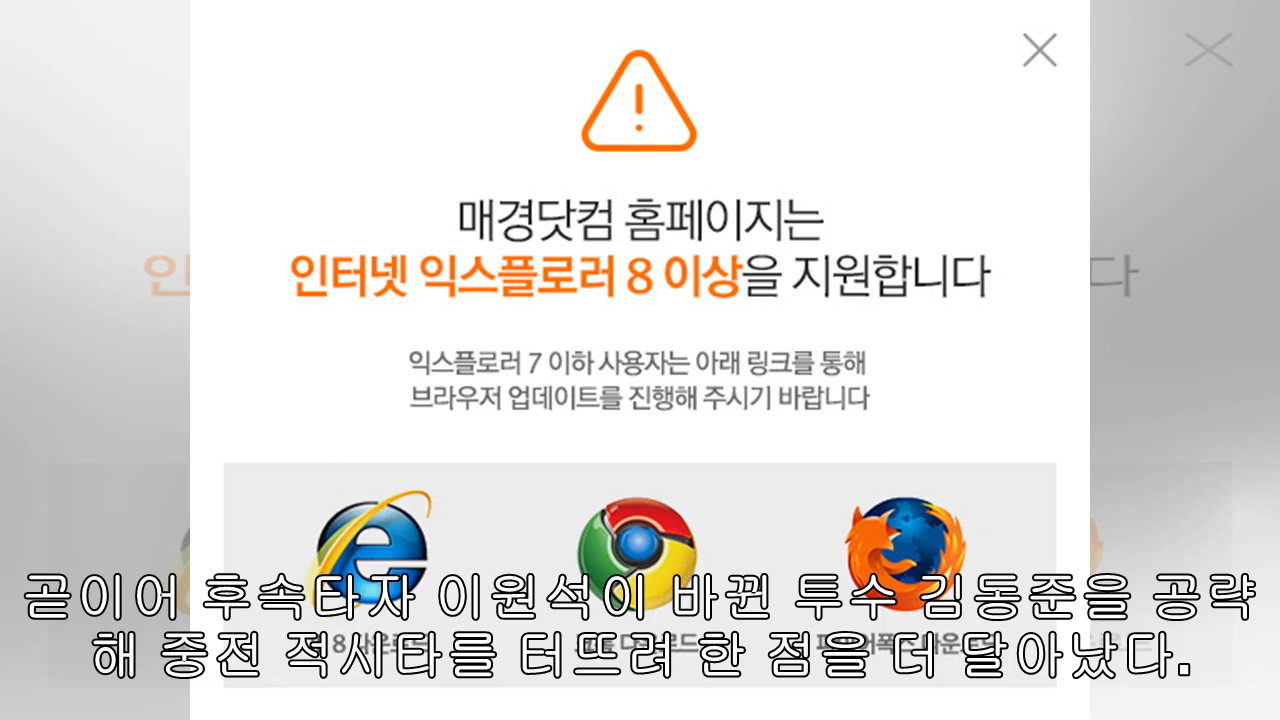 매경닷컴 홈페이지는
인터넷 익스플로러 8 이상을 지원합니다
익스플로러 7 이하 사용자는 아래 링크를 통해
브라우저 업데이트를 진행해 주시기 바랍니다
곧이어 후속타자 이원석이 바뀐 투수 김동준을 공략
해 중전 적시타를 터뜨려 한 점을 더 달아났다.